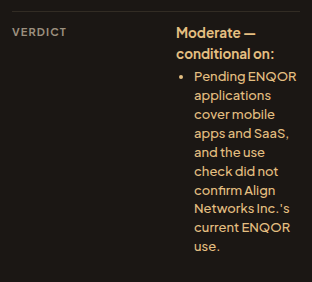 VERDICT
Moderate —
conditional on:
• Pending ENQOR
applications
cover mobile
apps and SaaS,
and the use
check did not
confirm Align
Networks Inc.'s
current ENQOR
use.